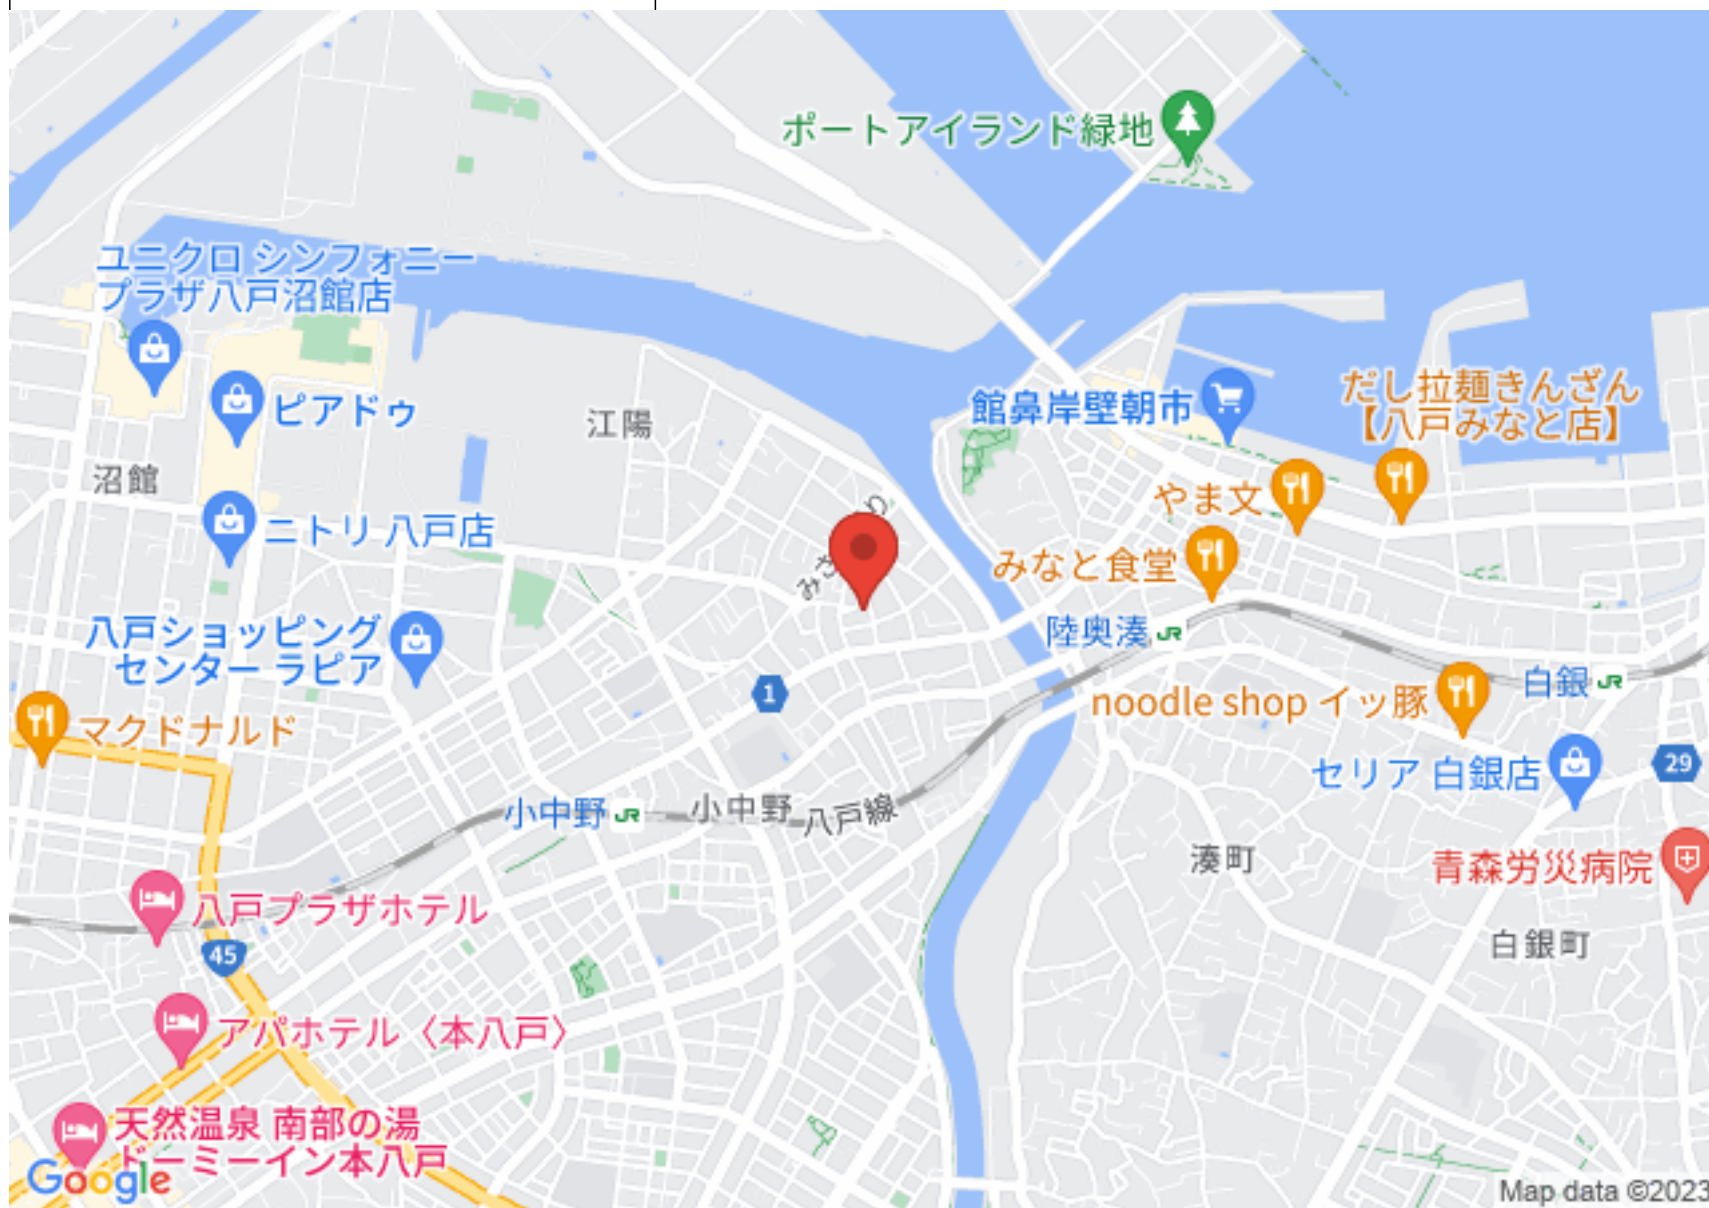 ポートアイランド緑地
ユニクロ シンフォニー
プラザ八戸沼館店
ピアドゥ
江陽
館鼻岸壁朝市
だし拉麺きんざん
【八戸みなと店】
沼館
やま文
ニトリ 八戸店
みなと食堂
八戸ショッピング
センター ラピア
陸奥湊 JR
白銀 JR
1
noodle shop イッ豚
マクドナルド
セリア 白銀店
29
小中野 JR
小中野
八戸線
湊町
青森労災病院
八戸プラザホテル
白銀町
45
アパホテル〈本八戸〉
天然温泉 南部の湯
ドーミーイン本八戸
Google
Map data ©2023